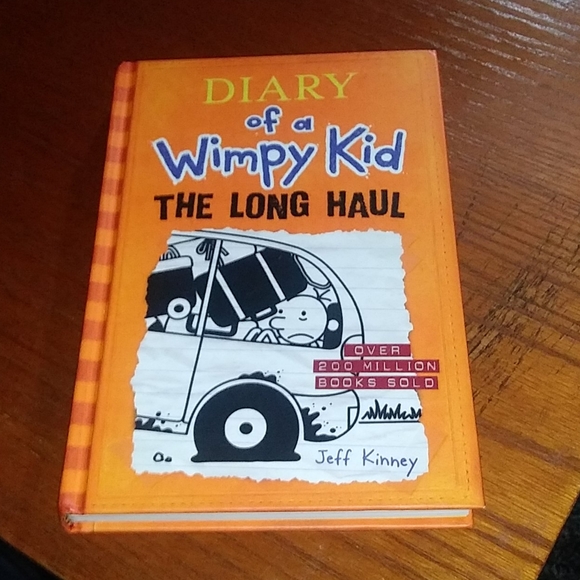 DIARY
of a
Wimpy Kid
THE LONG HAUL
OVER
200 MILLION
BOOKS SOLD
Jeff Kinney